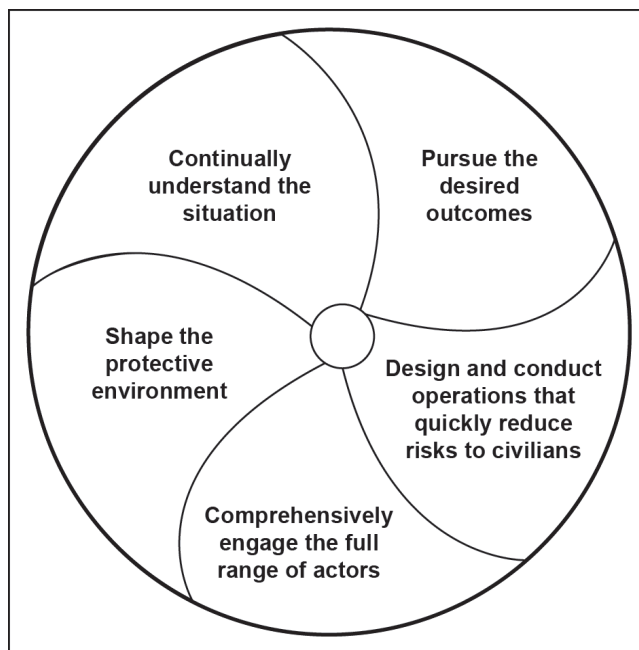 Continually
understand the
situation
Pursue the
desired
outcomes
Design and conduct
operations that
quickly reduce
risks to civilians
Comprehensively
engage the full
range of actors
Shape the
protective
environment